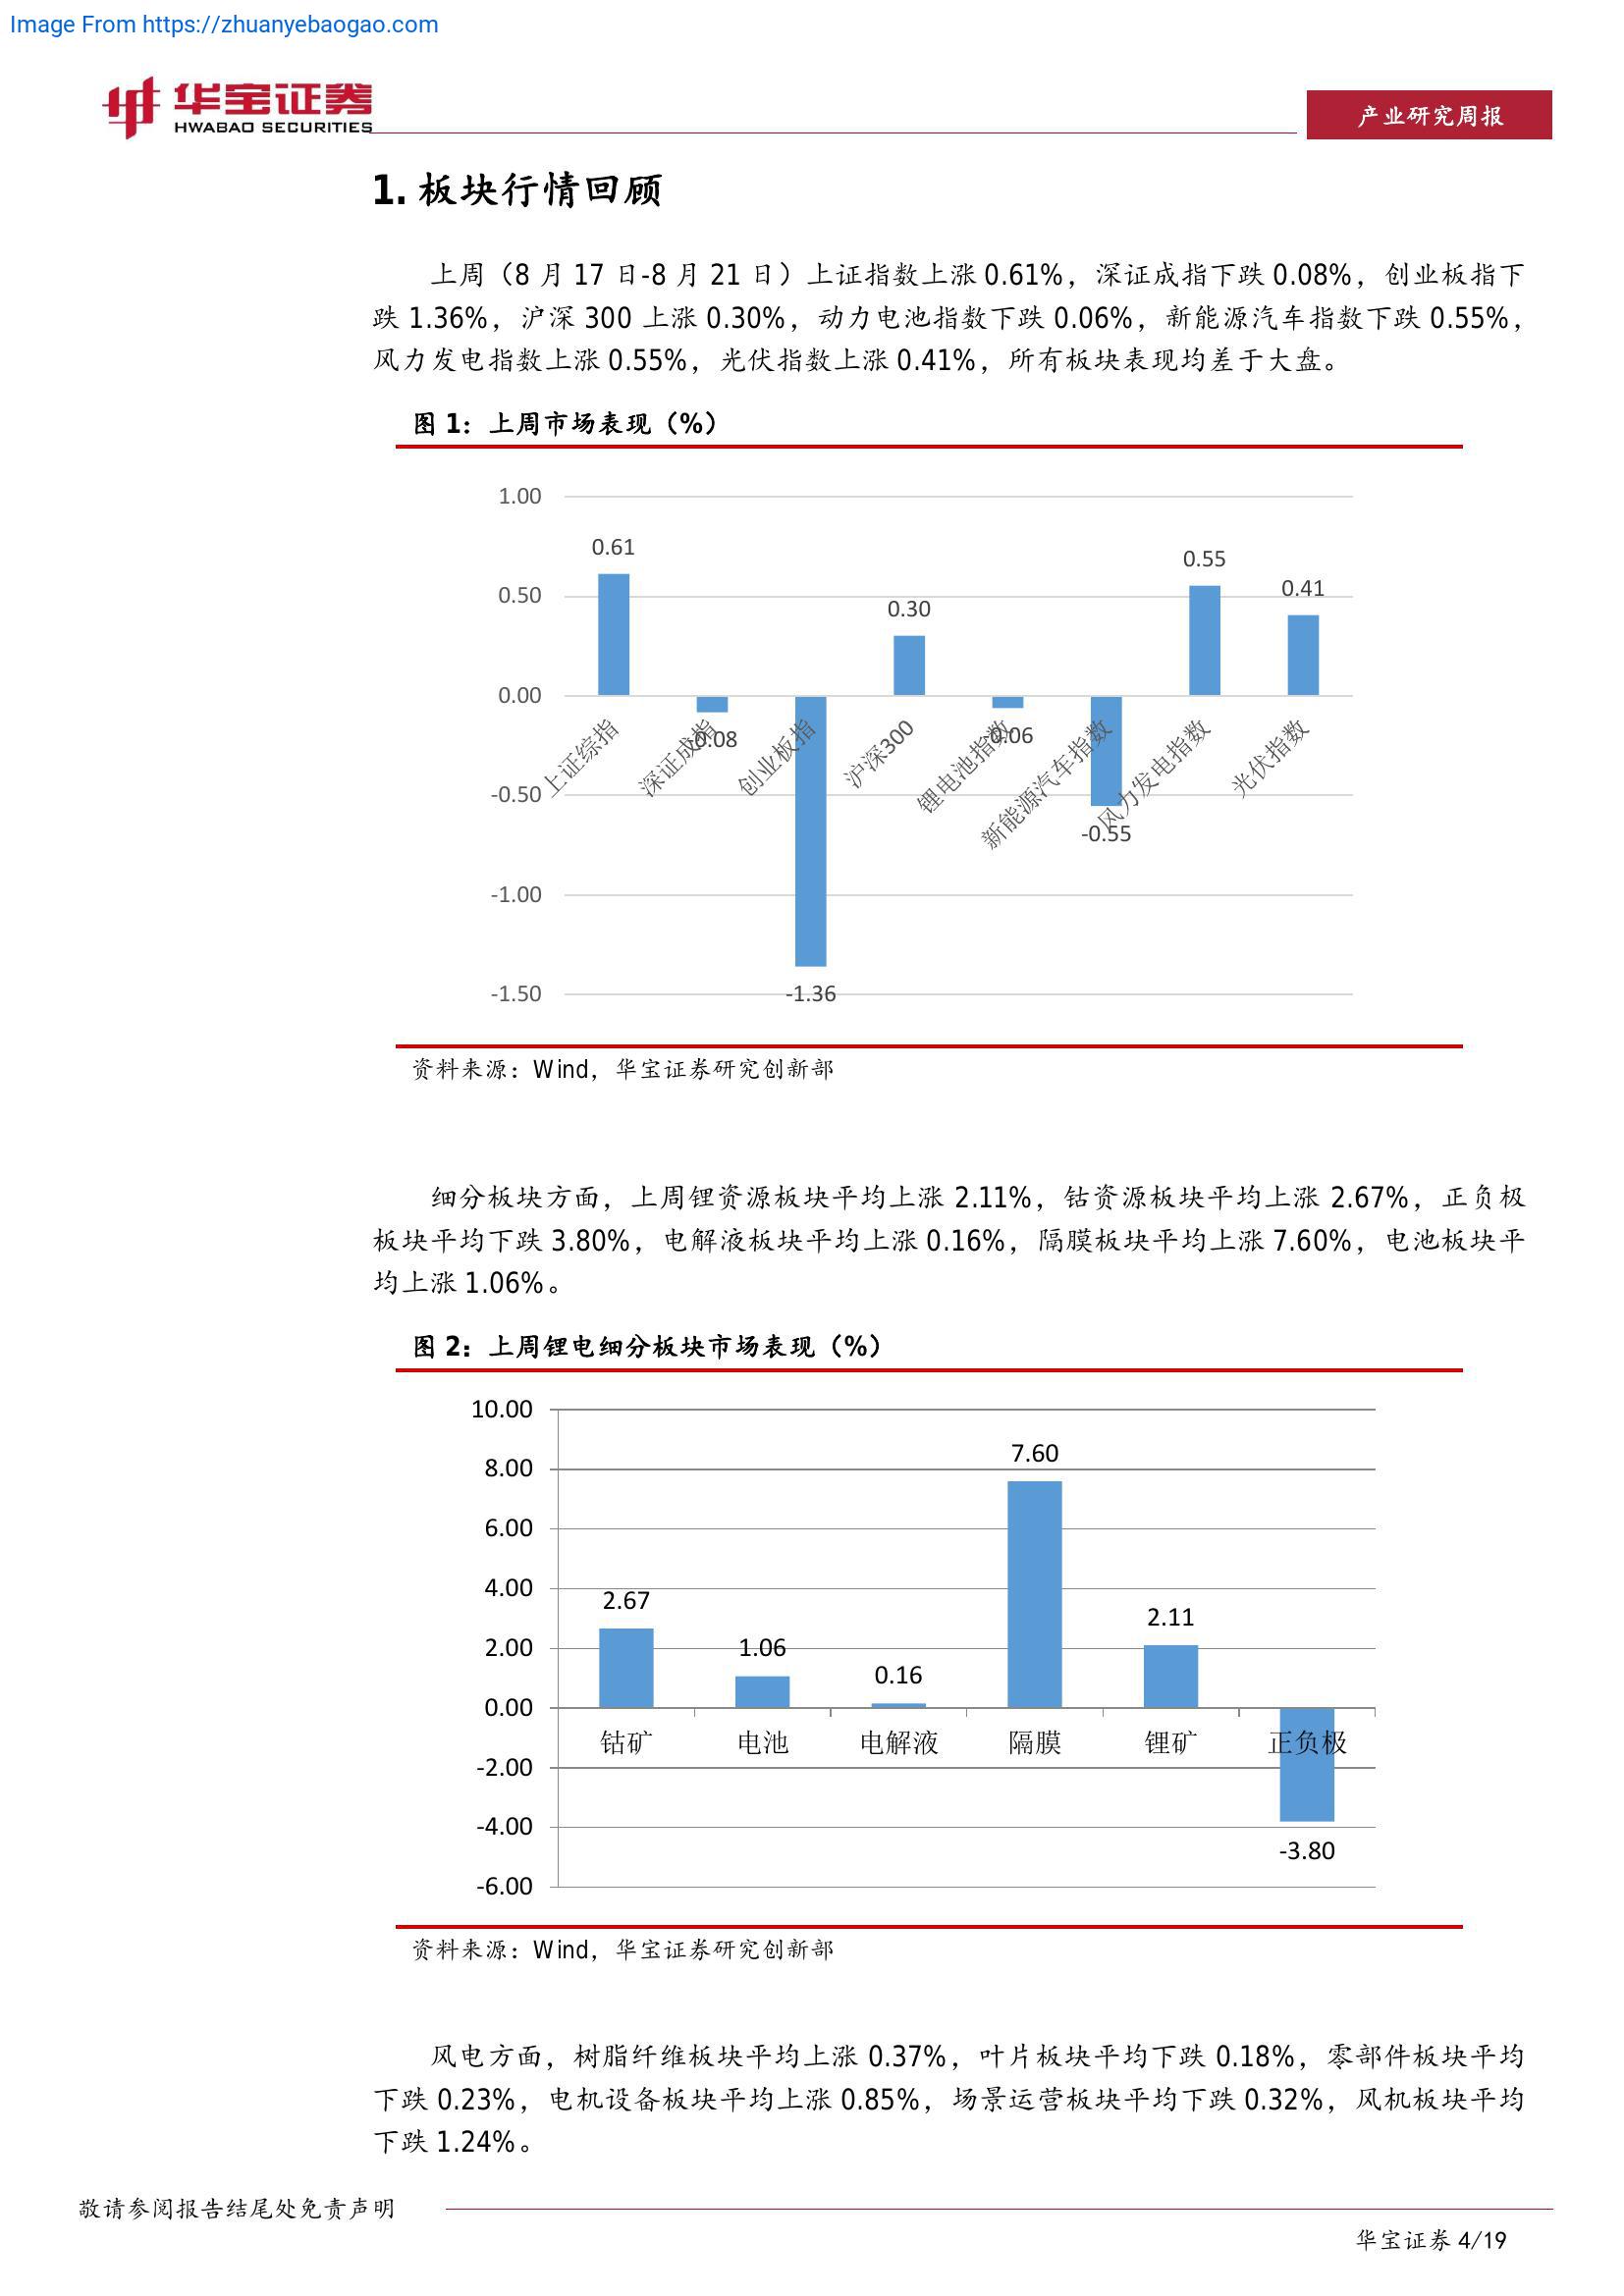 Image From https://zhuanyebaogao.com
华宝证券
HWABAO SECURITIES
产业研究周报
1. 板块行情回顾
上周（8 月 17 日-8 月 21 日）上证指数上涨 0.61%，深证成指下跌 0.08%，创业板指下
跌 1.36%，沪深 300 上涨 0.30%，动力电池指数下跌 0.06%，新能源汽车指数下跌 0.55%，
风力发电指数上涨 0.55%，光伏指数上涨 0.41%，所有板块表现均差于大盘。
图 1：上周市场表现（%）
1.00
0.50
0.00
-0.50
-1.00
-1.50
0.61
-0.08
-1.36
0.30
-0.06
-0.55
0.55
0.41
上证综指
深证成指
创业板指
沪深300
锂电池指数
新能源汽车指数
风力发电指数
光伏指数
资料来源：Wind，华宝证券研究创新部
细分板块方面，上周锂资源板块平均上涨 2.11%，钴资源板块平均上涨 2.67%，正负极
板块平均下跌 3.80%，电解液板块平均上涨 0.16%，隔膜板块平均上涨 7.60%，电池板块平
均上涨 1.06%。
图 2：上周锂电细分板块市场表现（%）
10.00
8.00
6.00
4.00
2.00
0.00
-2.00
-4.00
-6.00
2.67
1.06
0.16
7.60
2.11
-3.80
钴矿
电池
电解液
隔膜
锂矿
正负极
资料来源：Wind，华宝证券研究创新部
风电方面，树脂纤维板块平均上涨 0.37%，叶片板块平均下跌 0.18%，零部件板块平均
下跌 0.23%，电机设备板块平均上涨 0.85%，场景运营板块平均下跌 0.32%，风机板块平均
下跌 1.24%。
敬请参阅报告结尾处免责声明
华宝证券 4/19